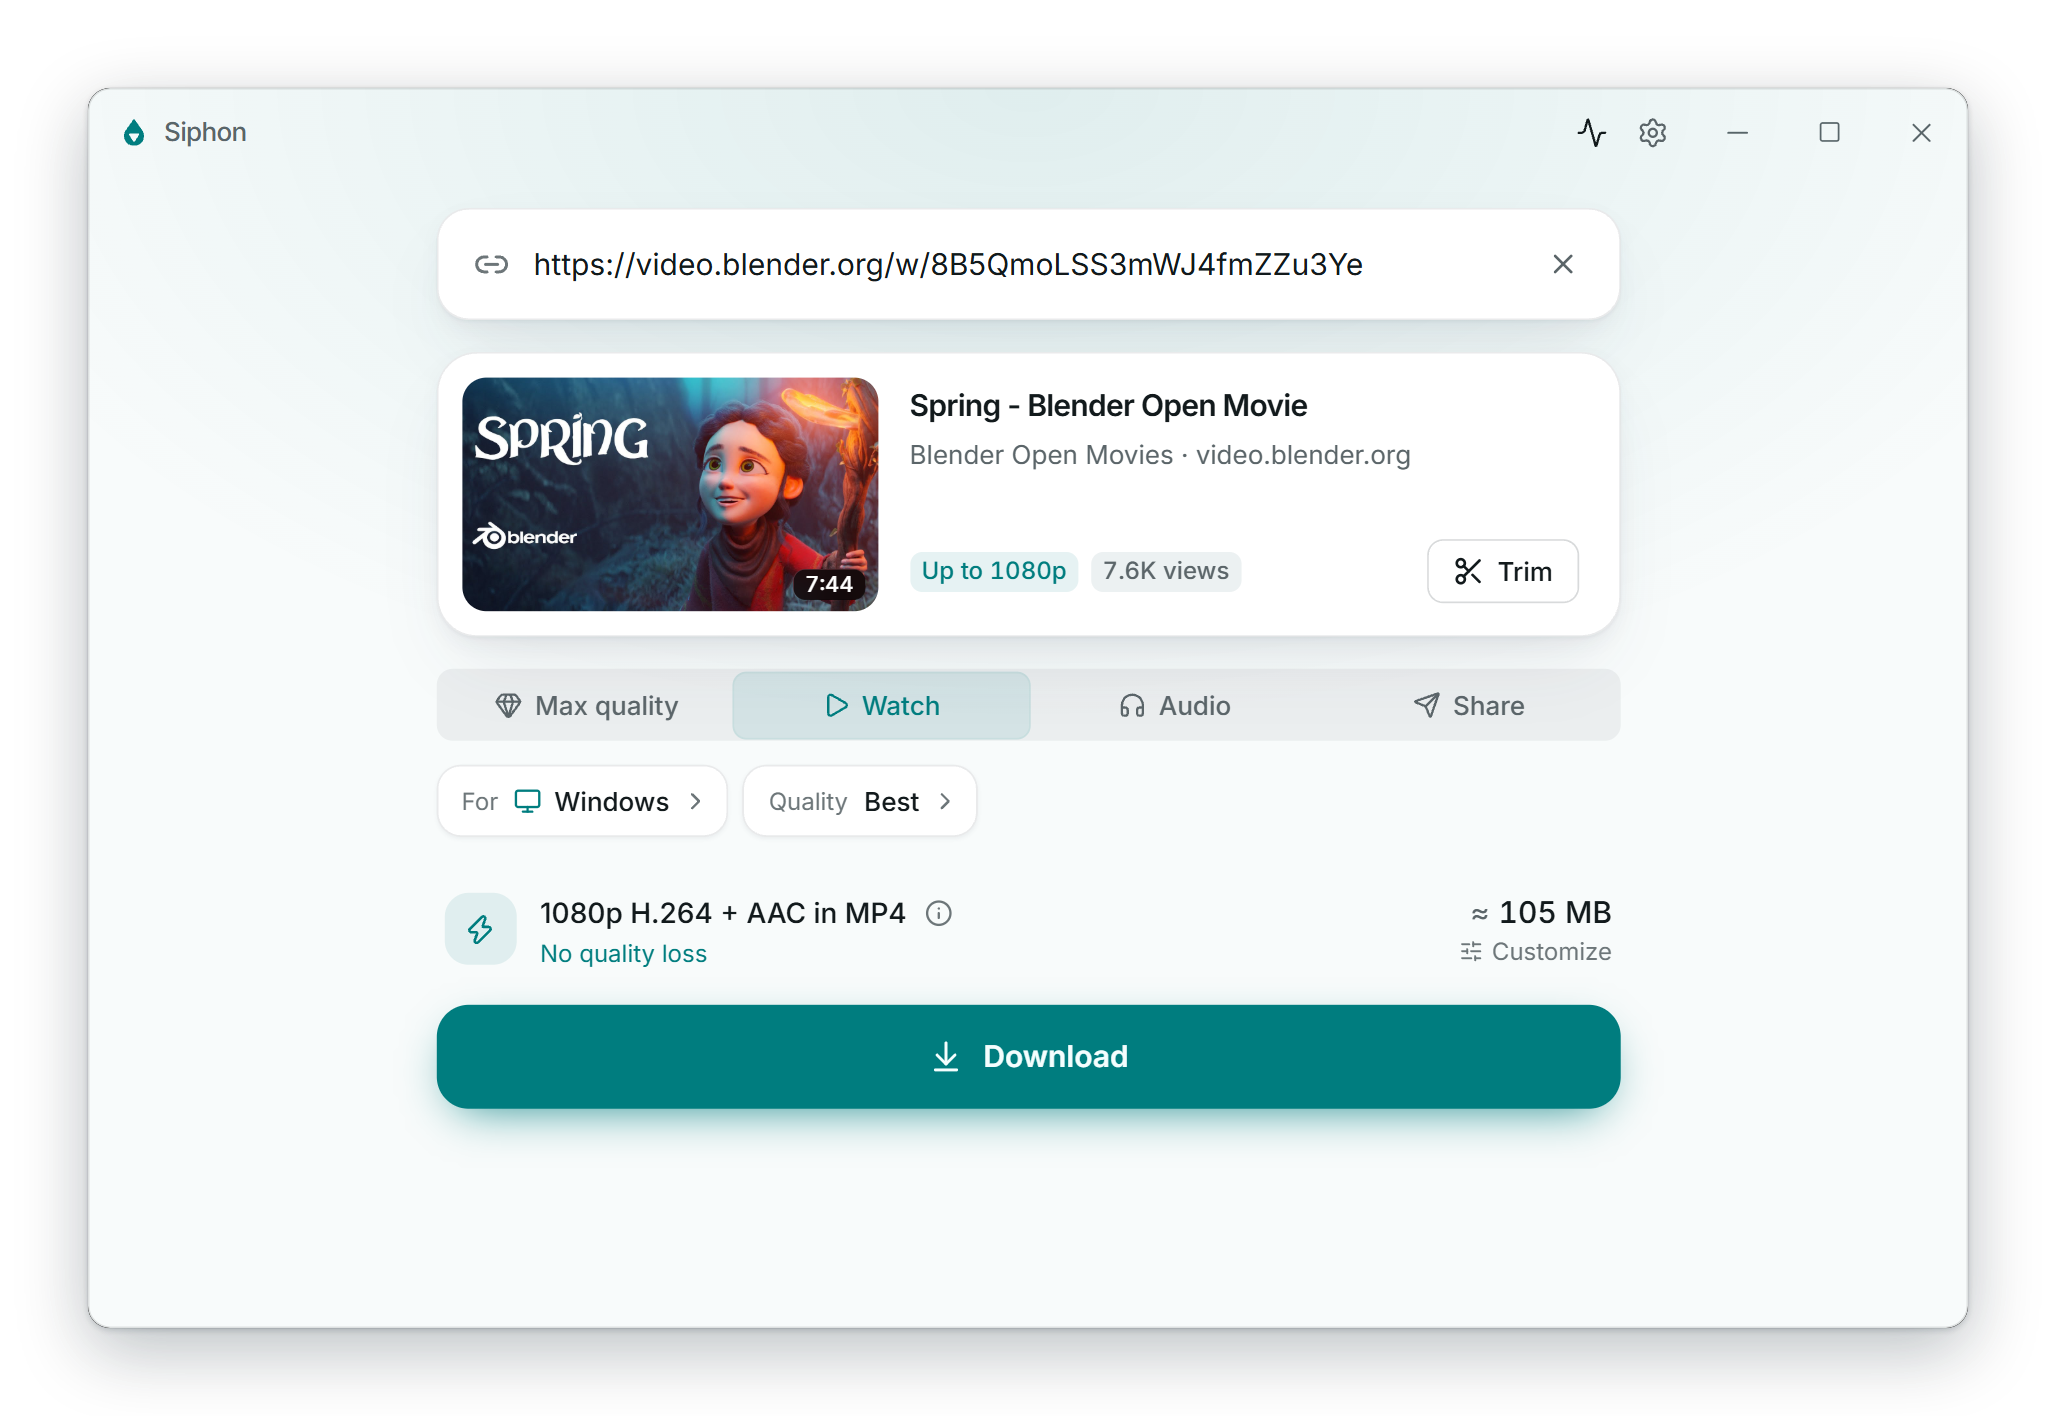 Siphon
https://video.blender.org/w/8B5QmoLSS3mWJ4fmZZu3Ye
SPRING
blender
7:44
Spring - Blender Open Movie
Blender Open Movies · video.blender.org
Up to 1080p
7.6K views
Trim
Max quality
Watch
Audio
Share
For Windows
Quality Best
1080p H.264 + AAC in MP4
No quality loss
≈ 105 MB
Customize
Download